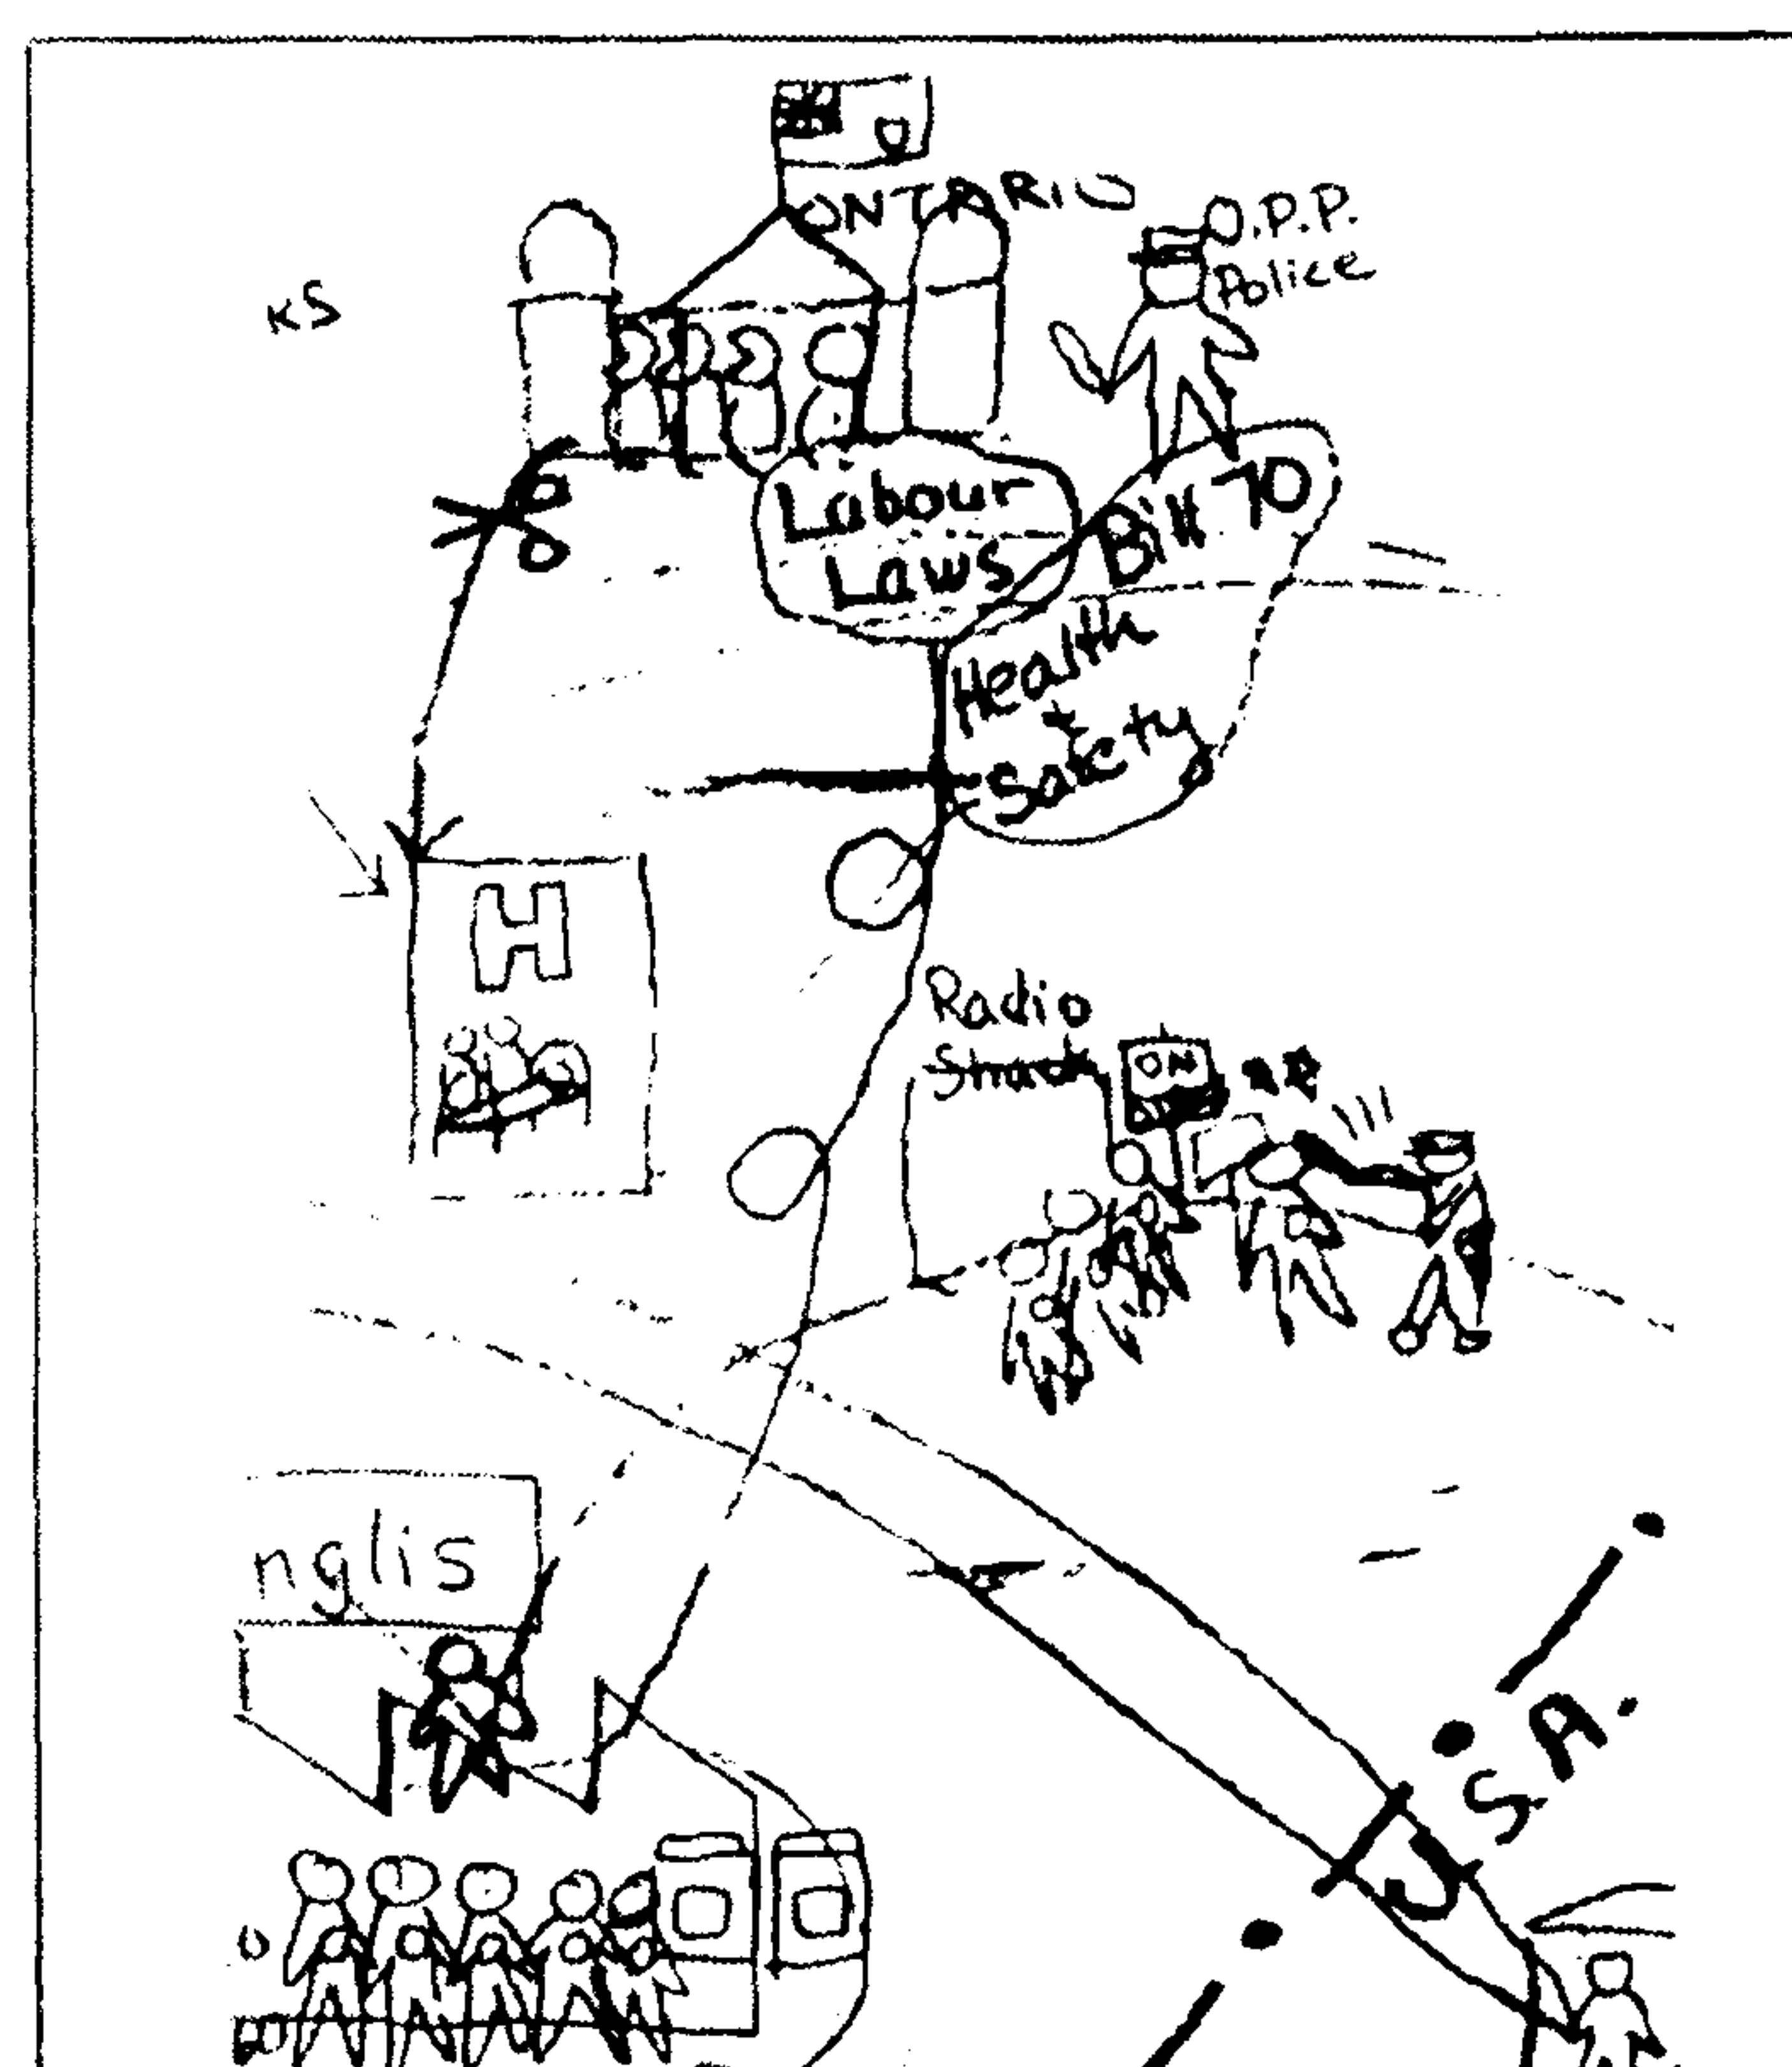 ONTARIO
O.P.P.
Police
KS
Labour
Laws
Bill 70
Health
&
Safety
H
Radio
Shack
ON
nglis
U.S.A.